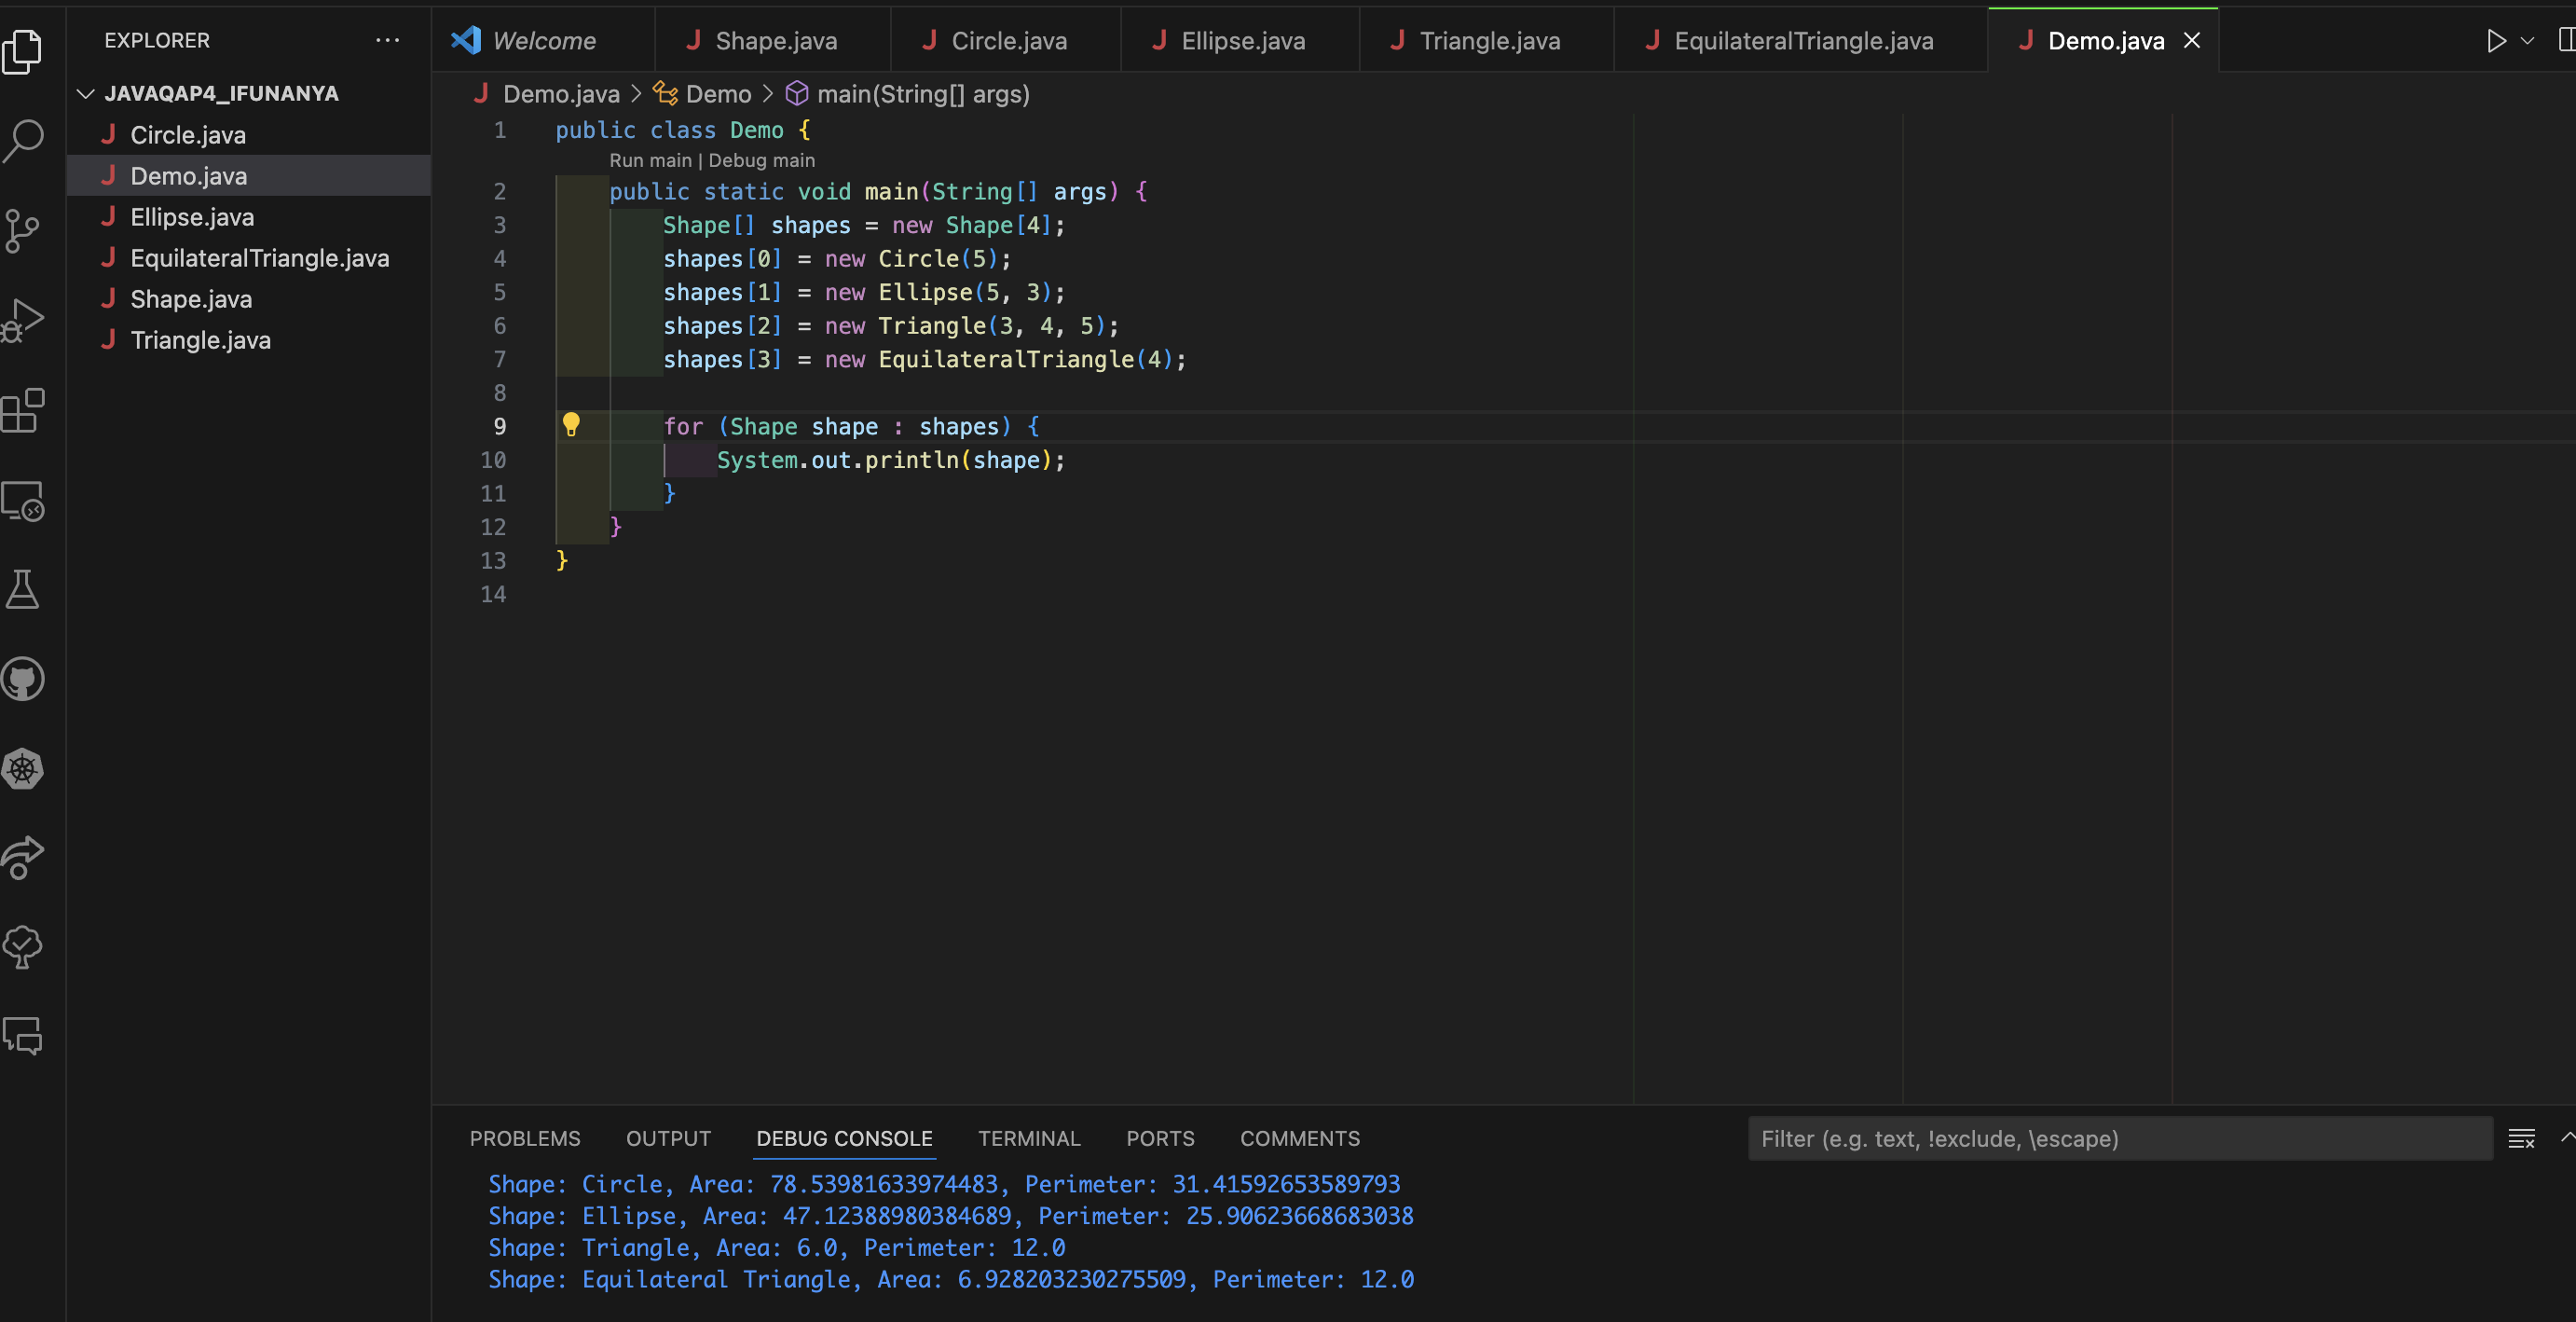 EXPLORER
JAVAQAP4_IFUNANYA
J Circle.java
J Demo.java
J Ellipse.java
J EquilateralTriangle.java
J Shape.java
J Triangle.java
Welcome J Shape.java J Circle.java J Ellipse.java J Triangle.java J EquilateralTriangle.java J Demo.java
J Demo.java > Demo > main(String[] args)
1 public class Demo {
Run main | Debug main
2 public static void main(String[] args) {
3 Shape[] shapes = new Shape[4];
4 shapes[0] = new Circle(5);
5 shapes[1] = new Ellipse(5, 3);
6 shapes[2] = new Triangle(3, 4, 5);
7 shapes[3] = new EquilateralTriangle(4);
8
9 for (Shape shape : shapes) {
10 System.out.println(shape);
11 }
12 }
13 }
14
PROBLEMS OUTPUT DEBUG CONSOLE TERMINAL PORTS COMMENTS Filter (e.g. text, !exclude, \escape)
Shape: Circle, Area: 78.53981633974483, Perimeter: 31.41592653589793
Shape: Ellipse, Area: 47.12388980384689, Perimeter: 25.90623668683038
Shape: Triangle, Area: 6.0, Perimeter: 12.0
Shape: Equilateral Triangle, Area: 6.928203230275509, Perimeter: 12.0